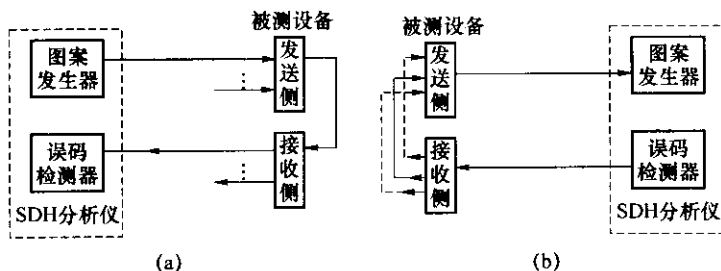 被测设备
图案
发生器
发
送
侧
误码
检测器
接
收
侧
SDH分析仪
(a)
被测设备
发
送
侧
图案
发生器
接
收
侧
误码
检测器
SDH分析仪
(b)